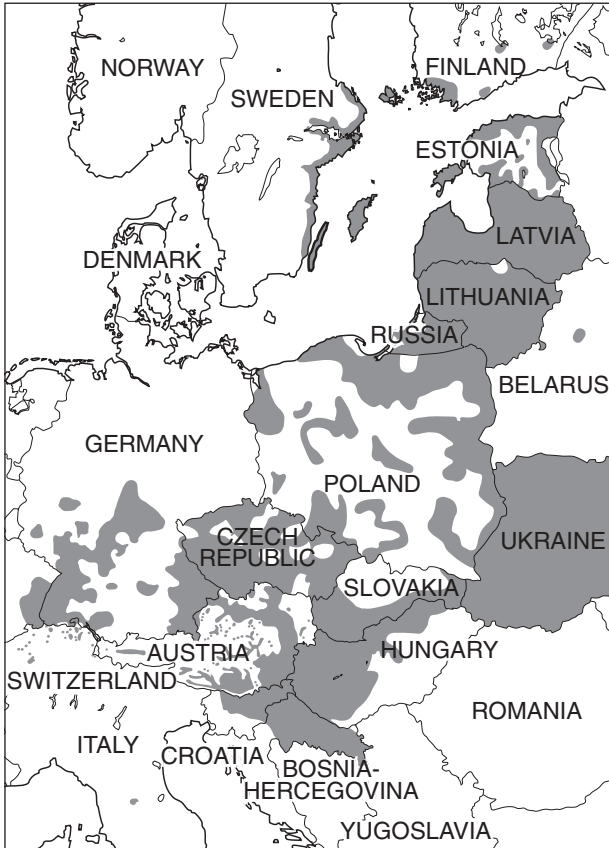 NORWAY
FINLAND
SWEDEN
ESTONIA
LATVIA
DENMARK
LITHUANIA
RUSSIA
BELARUS
GERMANY
POLAND
CZECH
REPUBLIC
UKRAINE
SLOVAKIA
AUSTRIA
HUNGARY
SWITZERLAND
ROMANIA
ITALY
CROATIA
BOSNIA-
HERCEGOVINA
YUGOSLAVIA